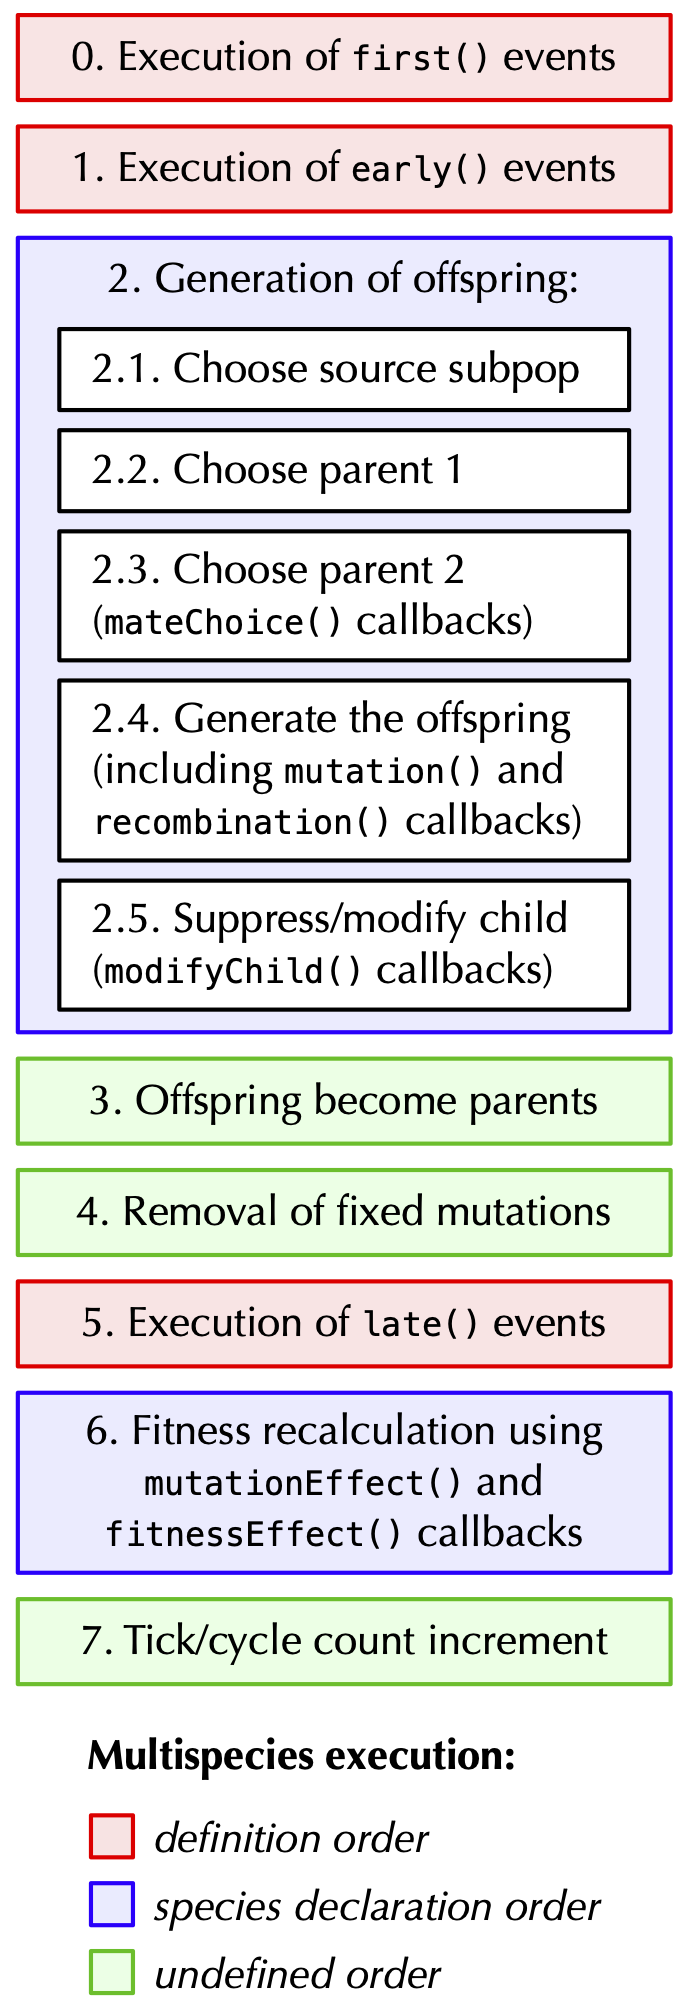 0. Execution of first() events
1. Execution of early() events
2. Generation of offspring:
2.1. Choose source subpop
2.2. Choose parent 1
2.3. Choose parent 2
(mateChoice() callbacks)
2.4. Generate the offspring
(including mutation() and
recombination() callbacks)
2.5. Suppress/modify child
(modifyChild() callbacks)
3. Offspring become parents
4. Removal of fixed mutations
5. Execution of late() events
6. Fitness recalculation using
mutationEffect() and
fitnessEffect() callbacks
7. Tick/cycle count increment
Multispecies execution:
definition order
species declaration order
undefined order